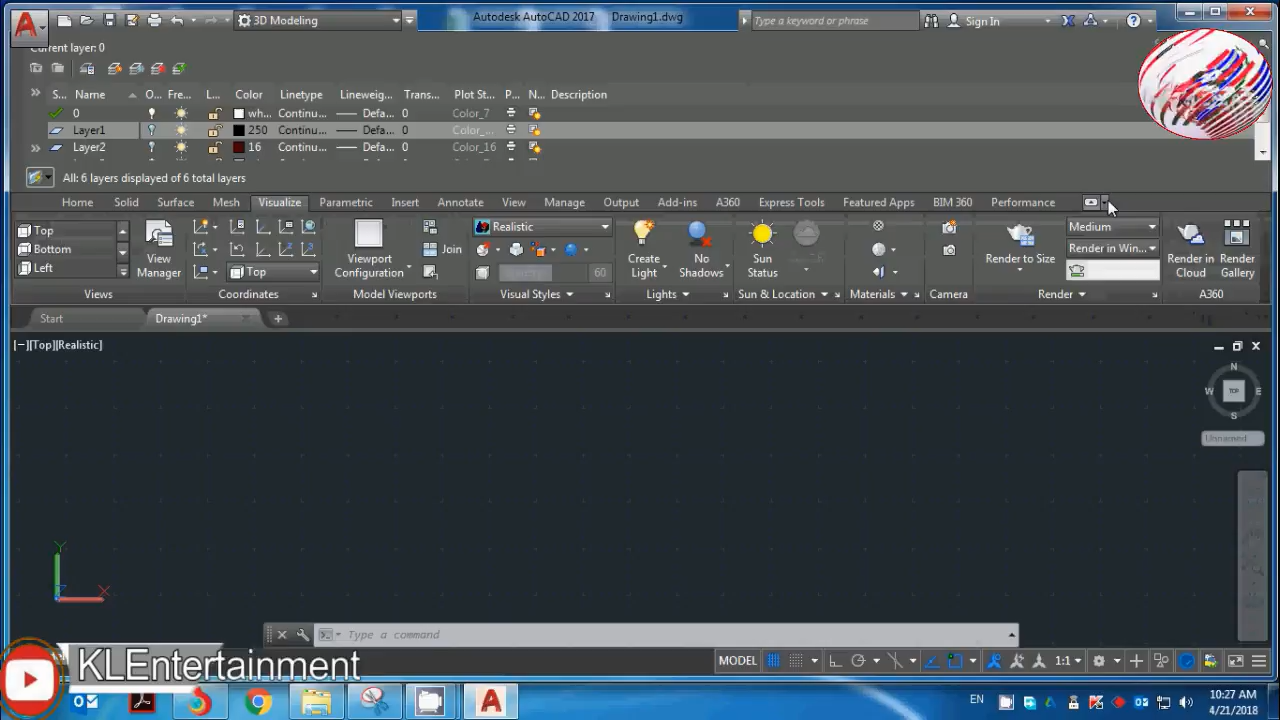 3D Modeling Autodesk AutoCAD 2017 Drawing1.dwg Type a keyword or phrase Sign In
Current layer: 0
S... Name O... Fre... L... Color Linetype Lineweig... Trans... Plot St... P... N... Description
0 wh... Continu... Defa... 0 Color_7
Layer1 250 Continu... Defa... 0 Color_...
Layer2 16 Continu... Defa... 0 Color_16
All: 6 layers displayed of 6 total layers
Home Solid Surface Mesh Visualize Parametric Insert Annotate View Manage Output Add-ins A360 Express Tools Featured Apps BIM 360 Performance
Top
Bottom
Left
View
Manager
Top
Viewport
Configuration
Join
Realistic
60
Create
Light
No
Shadows
Sun
Status
Render to Size
Medium
Render in Win...
Render in
Cloud
Render
Gallery
Views Coordinates Model Viewports Visual Styles Lights Sun & Location Materials Camera Render A360
Start Drawing1*
[−][Top][Realistic]
N
W TOP E
S
Unnamed
Y
Z X
Type a command
MODEL 1:1
KLEntertainment
EN
10:27 AM
4/21/2018